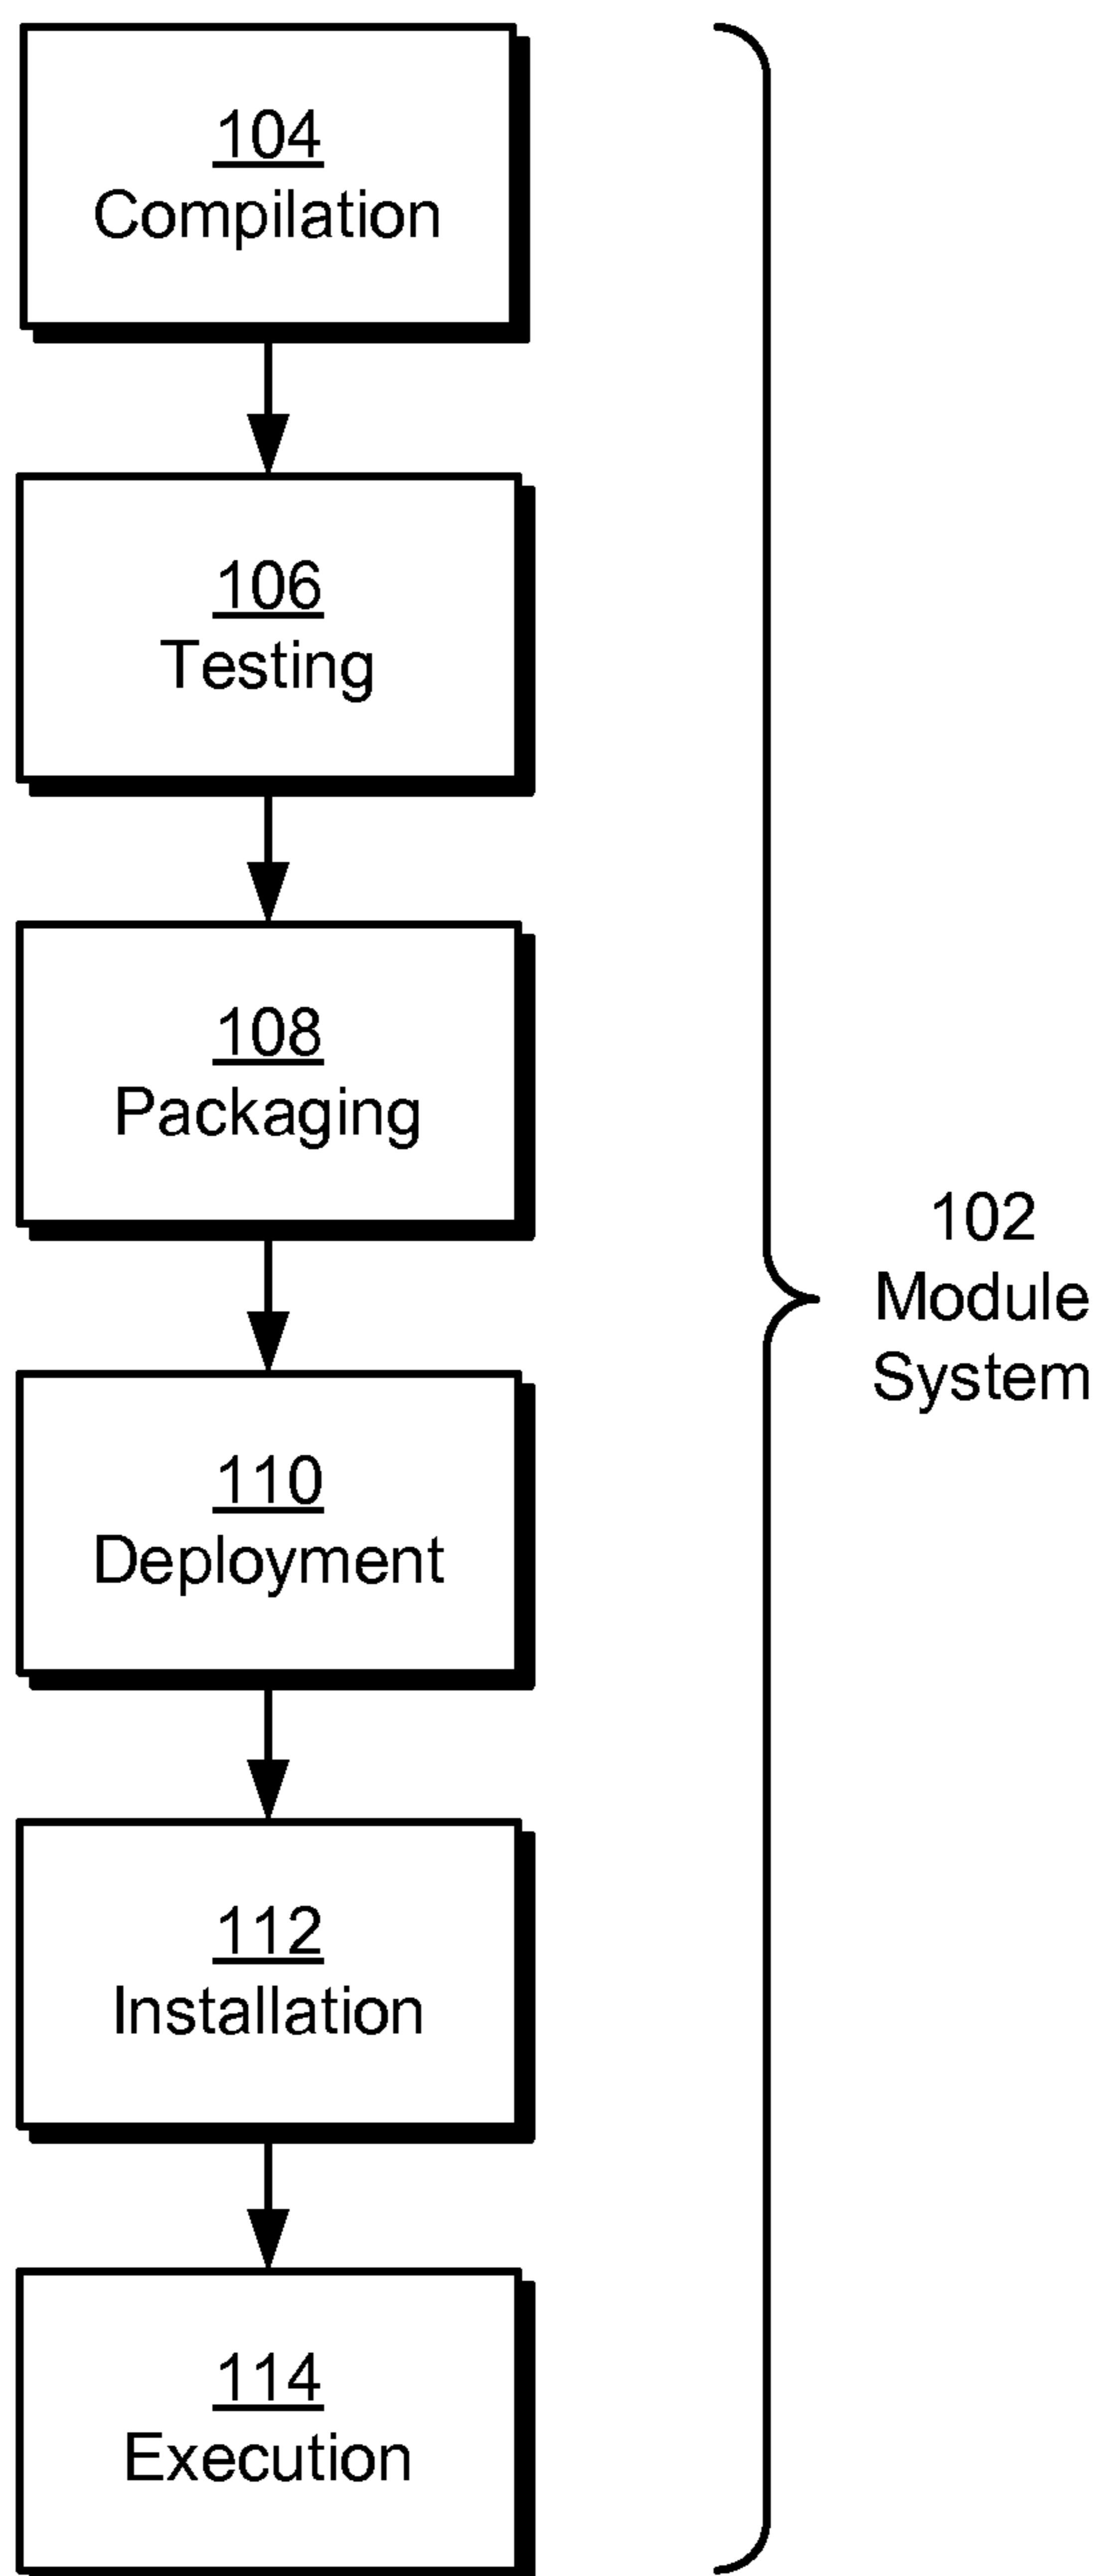 104
Compilation
106
Testing
108
Packaging
102
Module
System
110
Deployment
112
Installation
114
Execution